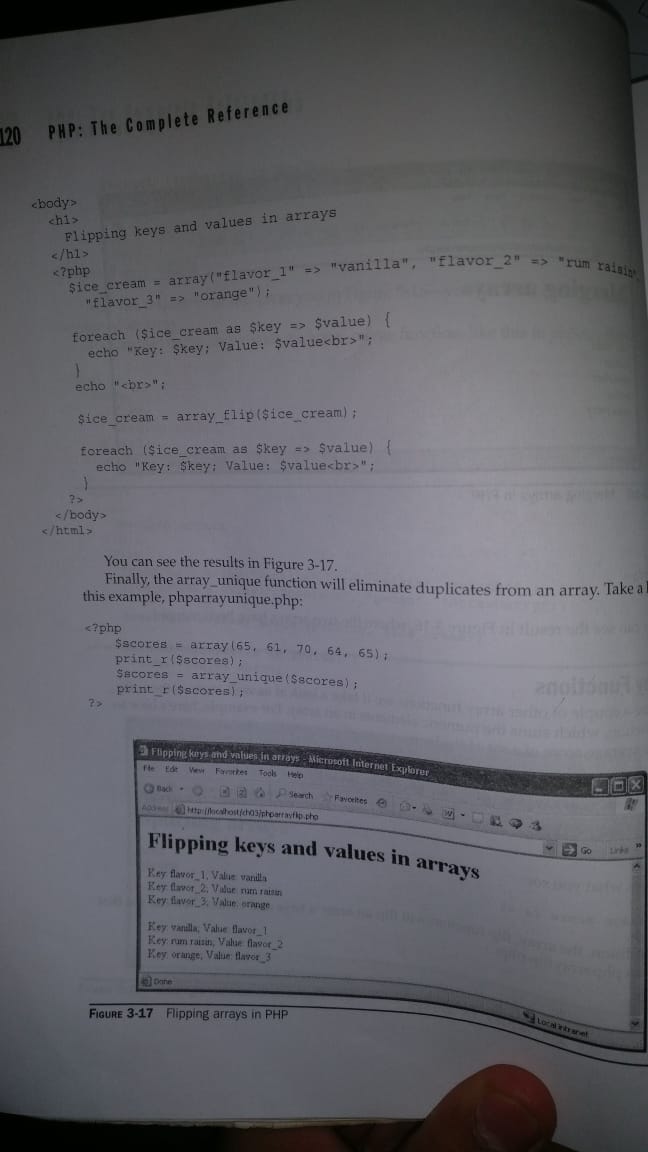 120 PHP: The Complete Reference
<body>
<h1>
Flipping keys and values in arrays
</h1>
<?php
$ice_cream = array("flavor_1" => "vanilla", "flavor_2" => "rum raisin",
"flavor_3" => "orange");
foreach ($ice_cream as $key => $value) {
echo "Key: $key; Value: $value<br>";
}
echo "<br>";
$ice_cream = array_flip($ice_cream);
foreach ($ice_cream as $key => $value) {
echo "Key: $key; Value: $value<br>";
}
?>
</body>
</html>
You can see the results in Figure 3-17.
Finally, the array_unique function will eliminate duplicates from an array. Take a
this example, phparrayunique.php:
<?php
$scores = array(65, 61, 70, 64, 65);
print_r($scores);
$scores = array_unique($scores);
print_r($scores);
?>
Flipping keys and values in arrays - Microsoft Internet Explorer
File Edit View Favorites Tools Help
Back Search Favorites
Address http://localhost/ch03/phparrayflip.php Go Links »
Flipping keys and values in arrays
Key: flavor_1; Value: vanilla
Key: flavor_2; Value: rum raisin
Key: flavor_3; Value: orange
Key: vanilla; Value: flavor_1
Key: rum raisin; Value: flavor_2
Key: orange; Value: flavor_3
Done Local intranet
FIGURE 3-17 Flipping arrays in PHP